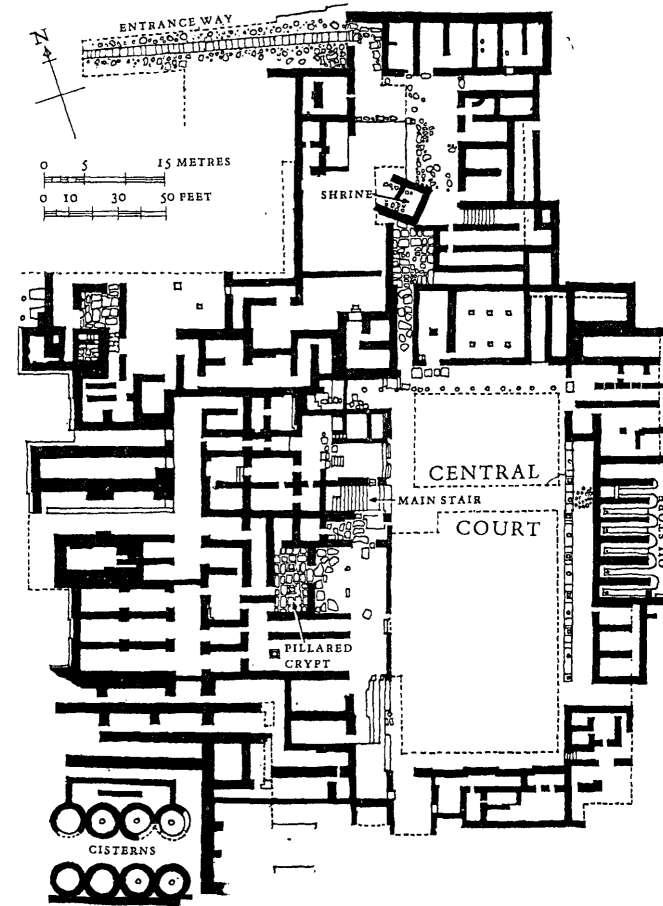 ENTRANCE WAY
N
0 5 15 METRES
0 10 30 50 FEET
SHRINE
CENTRAL
COURT
MAIN STAIR
PILLARED
CRYPT
CISTERNS